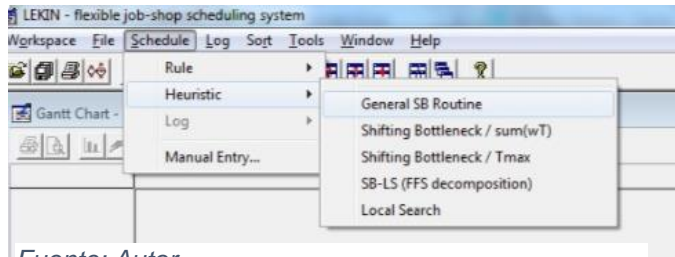 LEKIN - flexible job-shop scheduling system
Workspace File Schedule Log Sort Tools Window Help
Rule
Heuristic
General SB Routine
Gantt Chart -
Log
Shifting Bottleneck / sum(wT)
Manual Entry...
Shifting Bottleneck / Tmax
SB-LS (FFS decomposition)
Local Search
Fuente: Autor